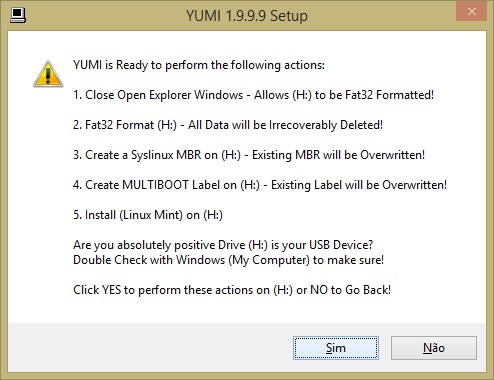 YUMI 1.9.9.9 Setup
YUMI is Ready to perform the following actions:
1. Close Open Explorer Windows - Allows (H:) to be Fat32 Formatted!
2. Fat32 Format (H:) - All Data will be Irrecoverably Deleted!
3. Create a Syslinux MBR on (H:) - Existing MBR will be Overwritten!
4. Create MULTIBOOT Label on (H:) - Existing Label will be Overwritten!
5. Install (Linux Mint) on (H:)
Are you absolutely positive Drive (H:) is your USB Device?
Double Check with Windows (My Computer) to make sure!
Click YES to perform these actions on (H:) or NO to Go Back!
Sim Não